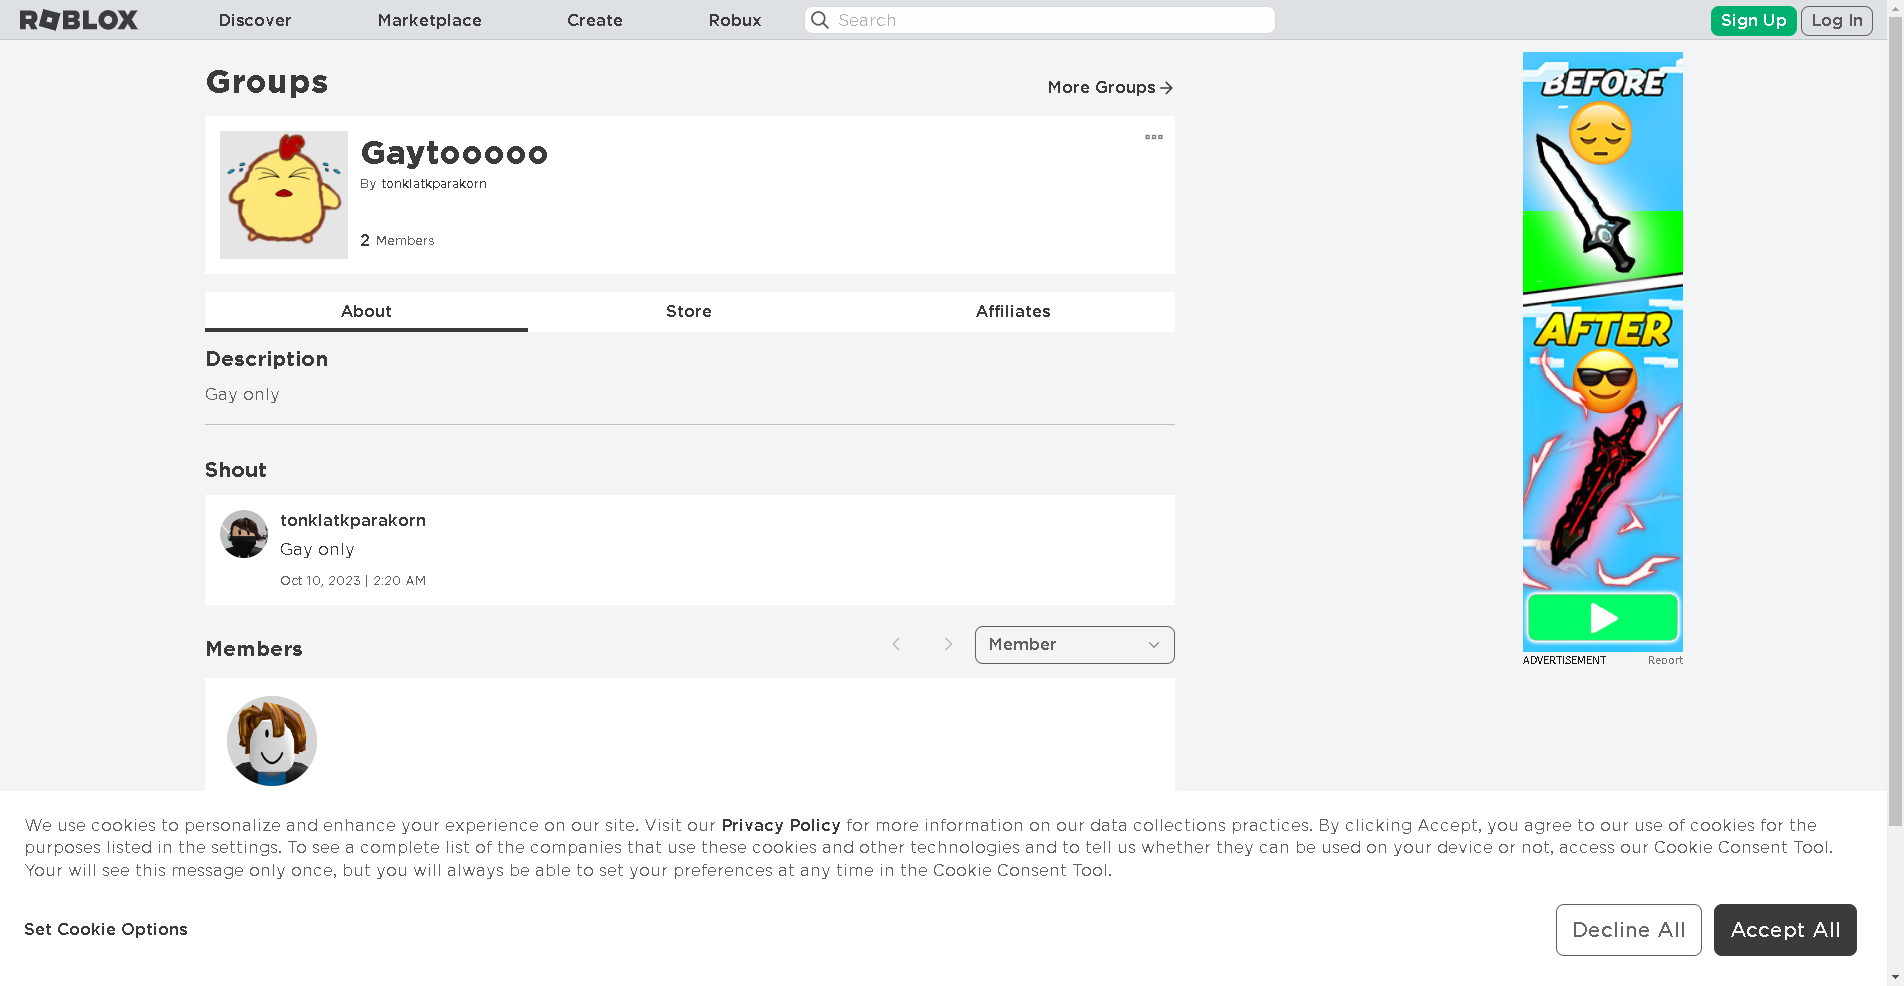 ROBLOX Discover Marketplace Create Robux Search Sign Up Log In
Groups
More Groups
Gaytooooo
By tonklatkparakorn
2 Members
About Store Affiliates
Description
Gay only
Shout
tonklatkparakorn
Gay only
Oct 10, 2023 | 2:20 AM
Members
Member
BEFORE
AFTER
ADVERTISEMENT Report
We use cookies to personalize and enhance your experience on our site. Visit our Privacy Policy for more information on our data collections practices. By clicking Accept, you agree to our use of cookies for the
purposes listed in the settings. To see a complete list of the companies that use these cookies and other technologies and to tell us whether they can be used on your device or not, access our Cookie Consent Tool.
Your will see this message only once, but you will always be able to set your preferences at any time in the Cookie Consent Tool.
Set Cookie Options
Decline All
Accept All